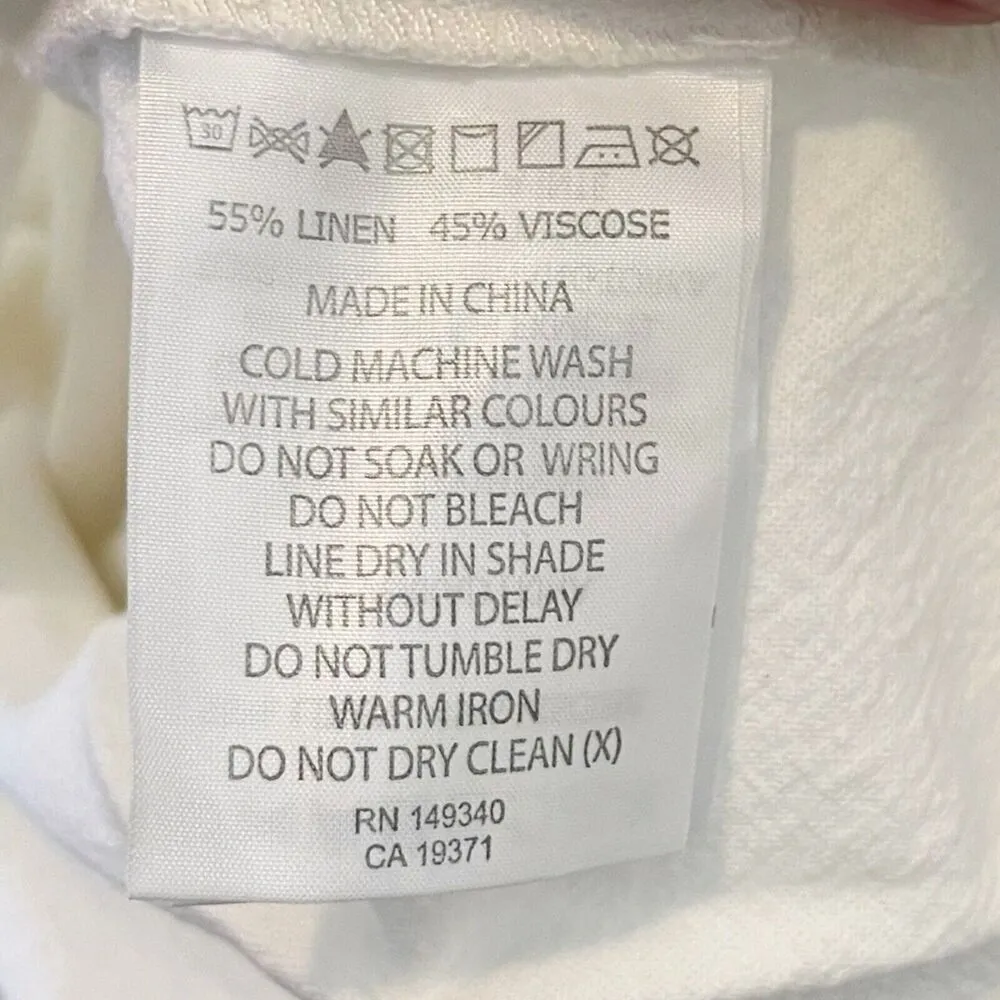 30
55% LINEN 45% VISCOSE
MADE IN CHINA
COLD MACHINE WASH
WITH SIMILAR COLOURS
DO NOT SOAK OR WRING
DO NOT BLEACH
LINE DRY IN SHADE
WITHOUT DELAY
DO NOT TUMBLE DRY
WARM IRON
DO NOT DRY CLEAN (X)
RN 149340
CA 19371